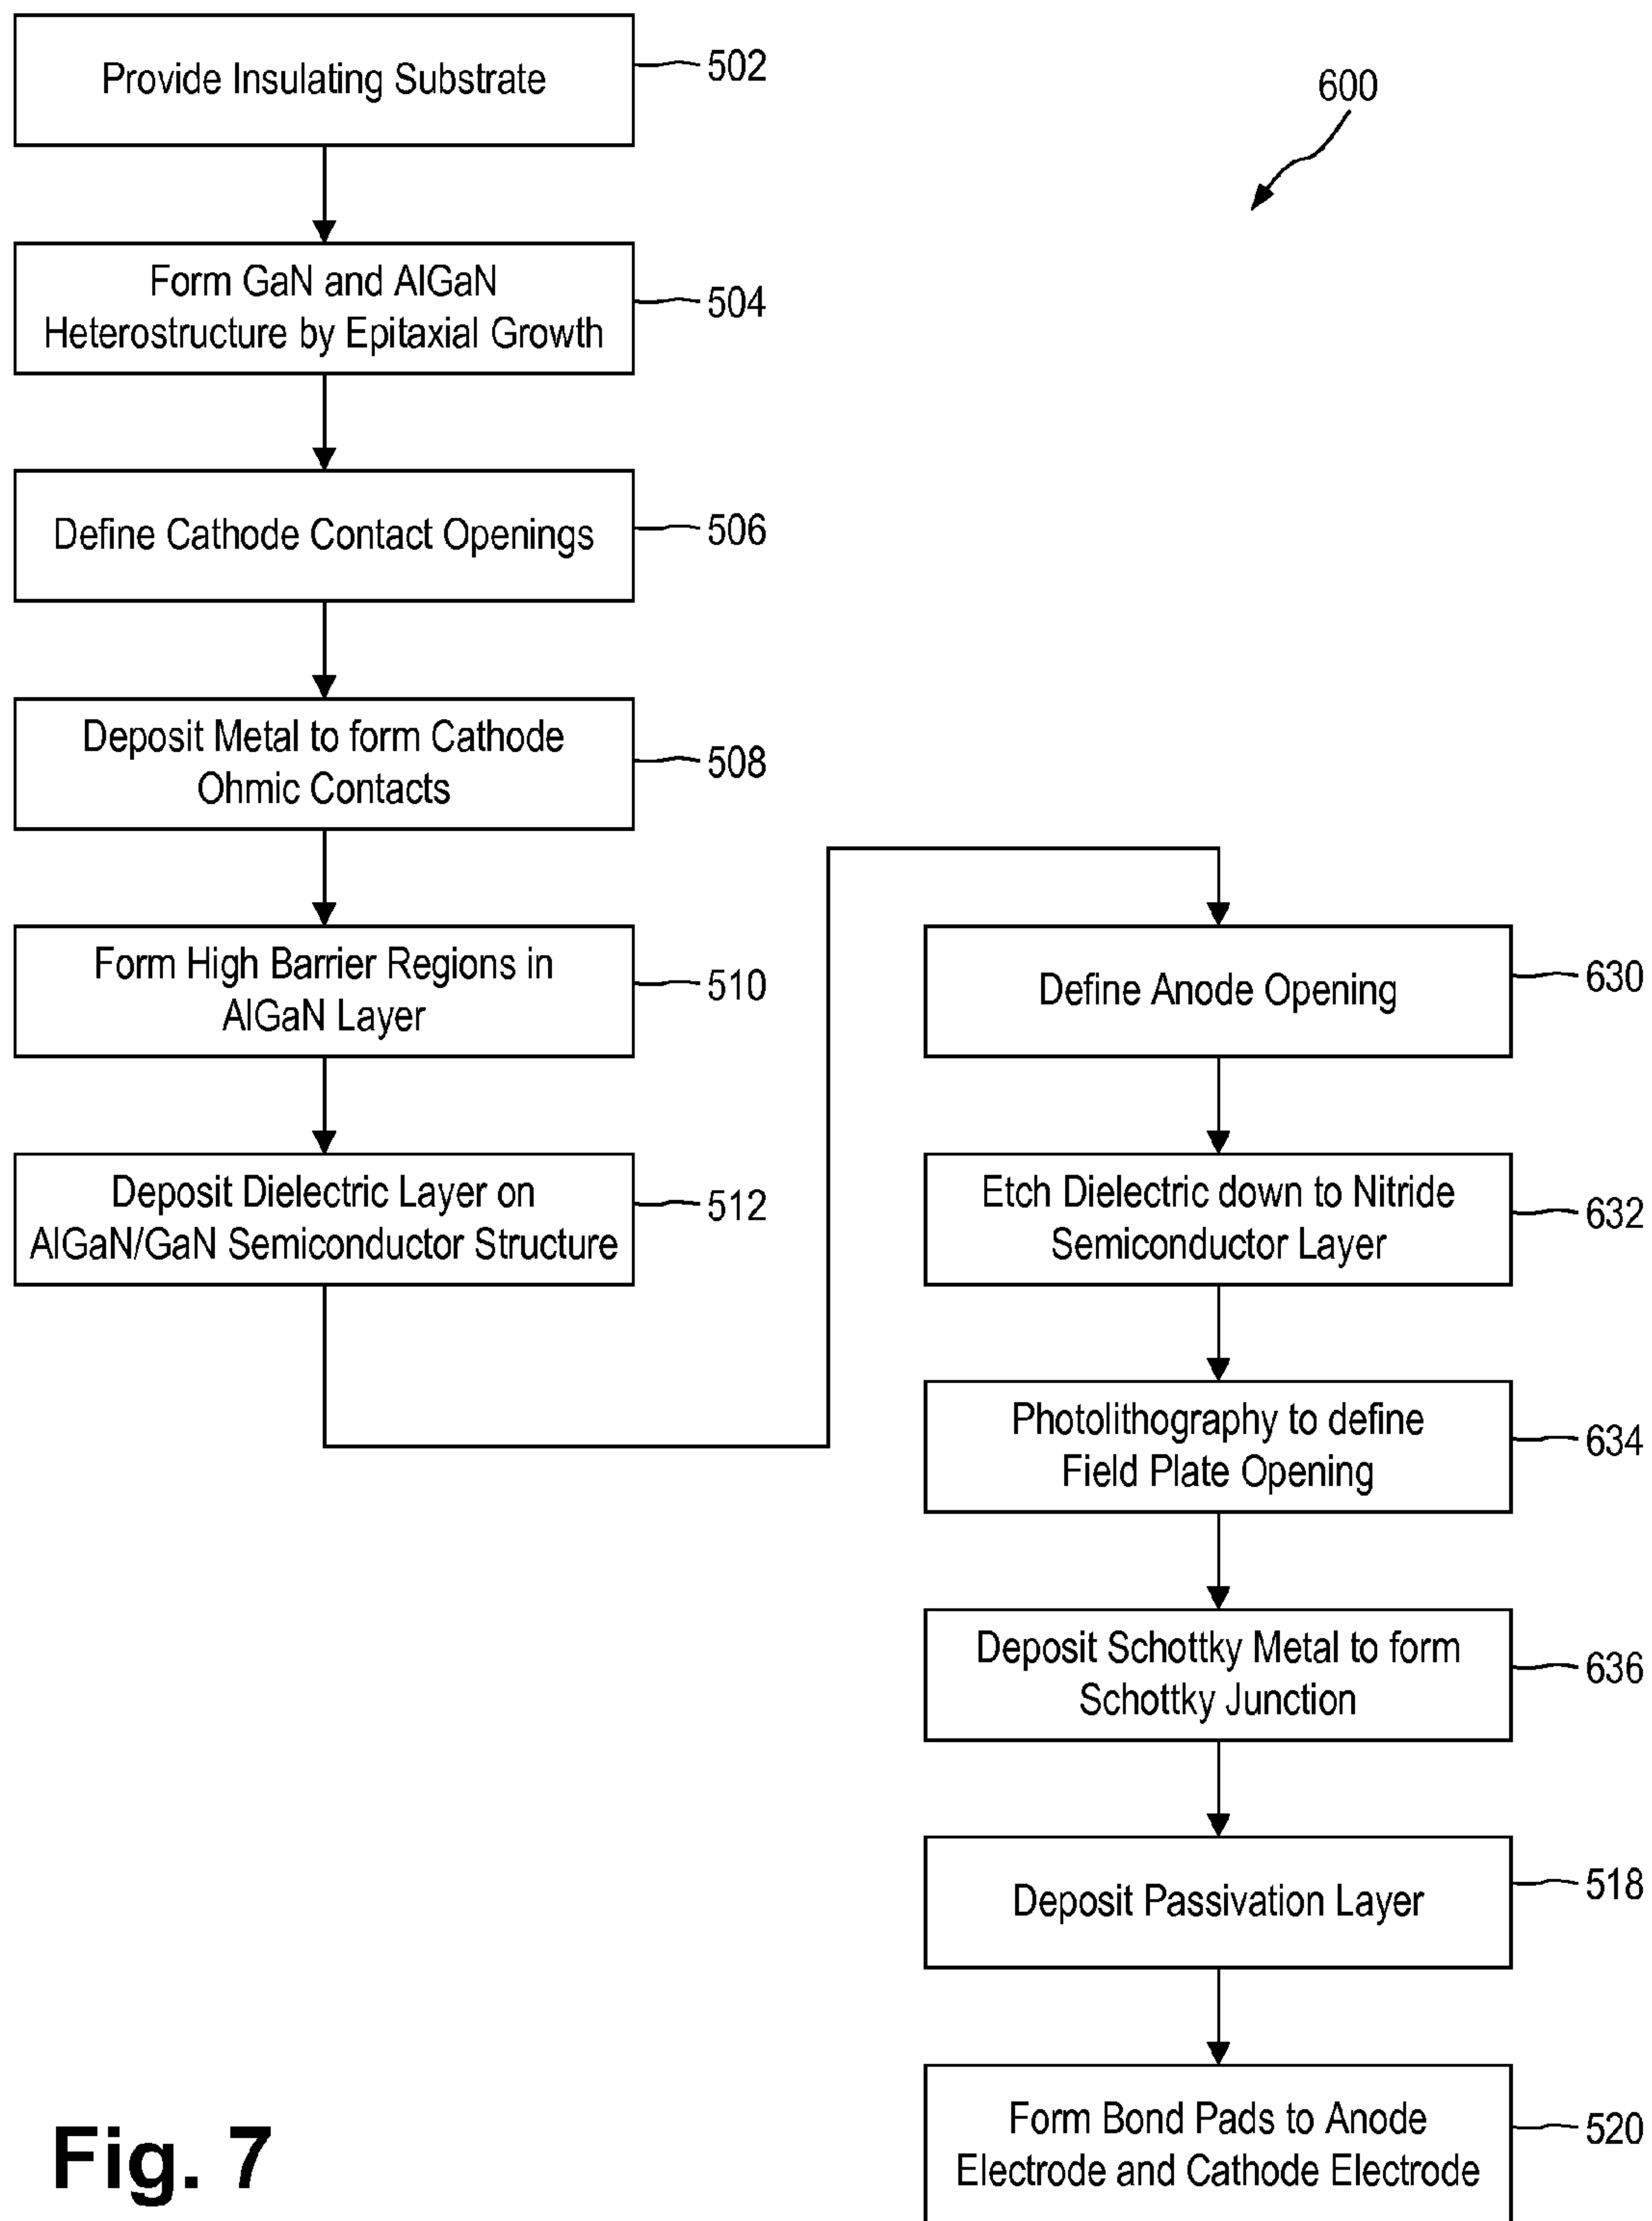 Provide Insulating Substrate
502
600
Form GaN and AlGaN
Heterostructure by Epitaxial Growth
504
Define Cathode Contact Openings
506
Deposit Metal to form Cathode
Ohmic Contacts
508
Form High Barrier Regions in
AlGaN Layer
510
Deposit Dielectric Layer on
AlGaN/GaN Semiconductor Structure
512
Define Anode Opening
630
Etch Dielectric down to Nitride
Semiconductor Layer
632
Photolithography to define
Field Plate Opening
634
Deposit Schottky Metal to form
Schottky Junction
636
Deposit Passivation Layer
518
Form Bond Pads to Anode
Electrode and Cathode Electrode
520
Fig. 7